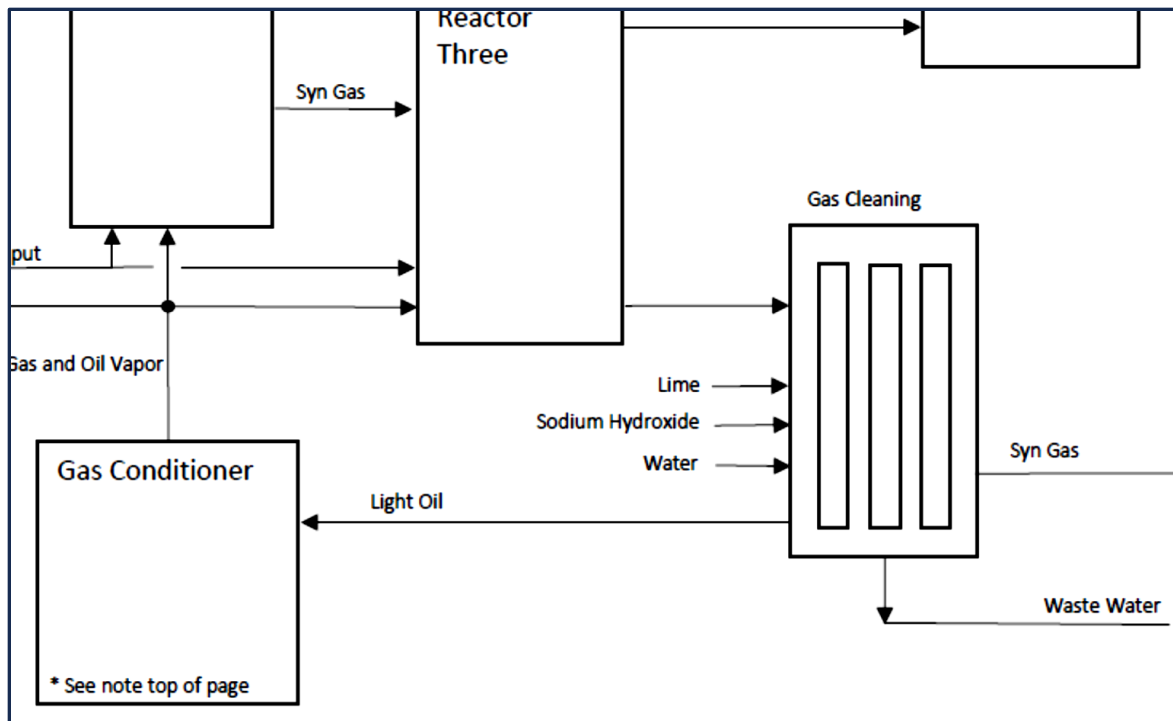 Reactor
Three
Syn Gas
Gas Cleaning
put
Gas and Oil Vapor
Lime
Sodium Hydroxide
Water
Syn Gas
Gas Conditioner
Light Oil
Waste Water
* See note top of page